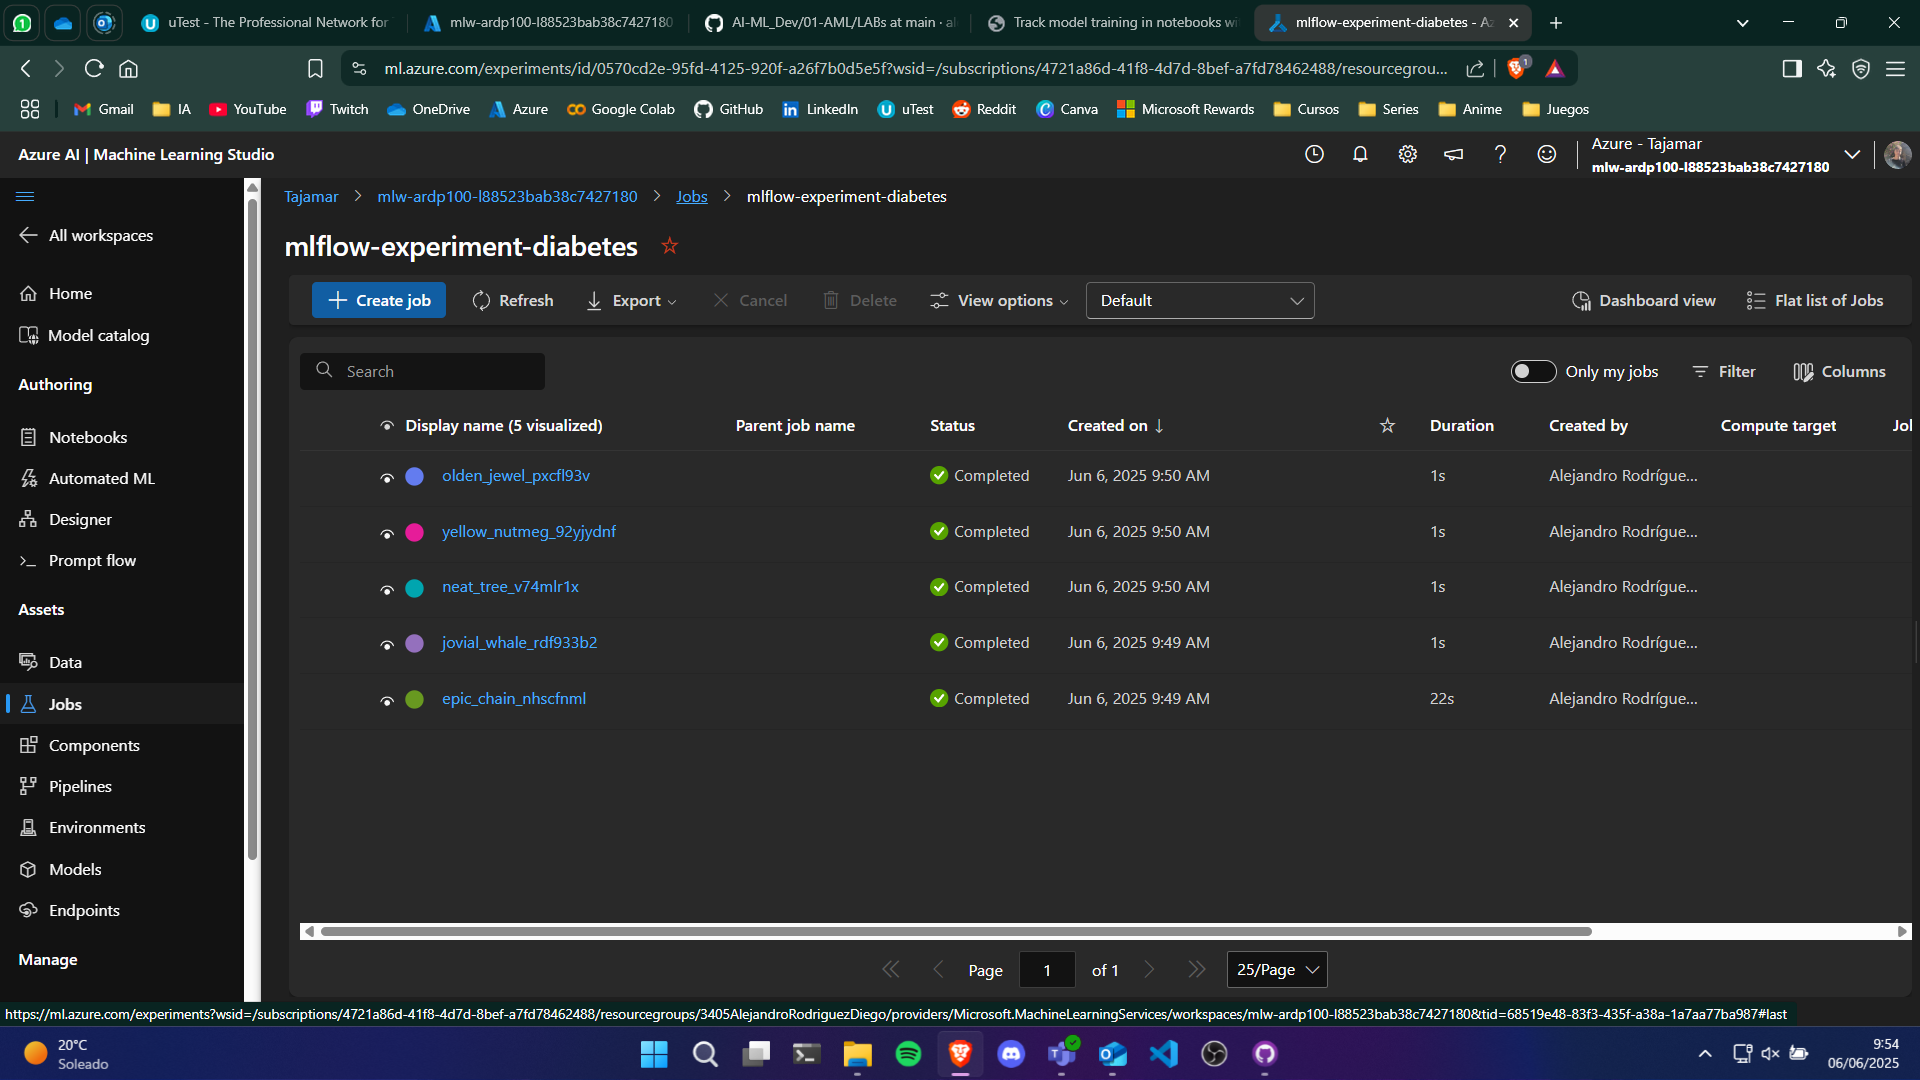 uTest - The Professional Network for
mlw-ardp100-l88523bab38c7427180
AI-ML_Dev/01-AML/LABs at main ·
Track model training in notebooks
mlflow-experiment-diabetes -
ml.azure.com/experiments/id/0570cd2e-95fd-4125-920f-a26f7b0d5e5f?wsid=/subscriptions/4721a86d-41f8-4d7d-8bef-a7fd78462488/resourcegrou...
1
Gmail
IA
YouTube
Twitch
OneDrive
Azure
Google Colab
GitHub
LinkedIn
uTest
Reddit
Canva
Microsoft Rewards
Cursos
Series
Anime
Juegos
Azure AI | Machine Learning Studio
Azure - Tajamar
mlw-ardp100-l88523bab38c7427180
Tajamar > mlw-ardp100-l88523bab38c7427180 > Jobs > mlflow-experiment-diabetes
All workspaces
Home
Model catalog
Authoring
Notebooks
Automated ML
Designer
Prompt flow
Assets
Data
Jobs
Components
Pipelines
Environments
Models
Endpoints
Manage
mlflow-experiment-diabetes
Create job
Refresh
Export
Cancel
Delete
View options
Default
Dashboard view
Flat list of Jobs
Search
Only my jobs
Filter
Columns
Display name (5 visualized) Parent job name Status Created on ↓ Duration Created by Compute target
olden_jewel_pxcfl93v Completed Jun 6, 2025 9:50 AM 1s Alejandro Rodrígue...
yellow_nutmeg_92yjydnf Completed Jun 6, 2025 9:50 AM 1s Alejandro Rodrígue...
neat_tree_v74mlr1x Completed Jun 6, 2025 9:50 AM 1s Alejandro Rodrígue...
jovial_whale_rdf933b2 Completed Jun 6, 2025 9:49 AM 1s Alejandro Rodrígue...
epic_chain_nhscfnml Completed Jun 6, 2025 9:49 AM 22s Alejandro Rodrígue...
Page 1 of 1
25/Page
https://ml.azure.com/experiments?wsid=/subscriptions/4721a86d-41f8-4d7d-8bef-a7fd78462488/resourcegroups/3405AlejandroRodriguezDiego/providers/Microsoft.MachineLearningServices/workspaces/mlw-ardp100-l88523bab38c7427180&tid=68519e48-83f3-435f-a38a-1a7aa77ba987#last
20°C
Soleado
9:54
06/06/2025